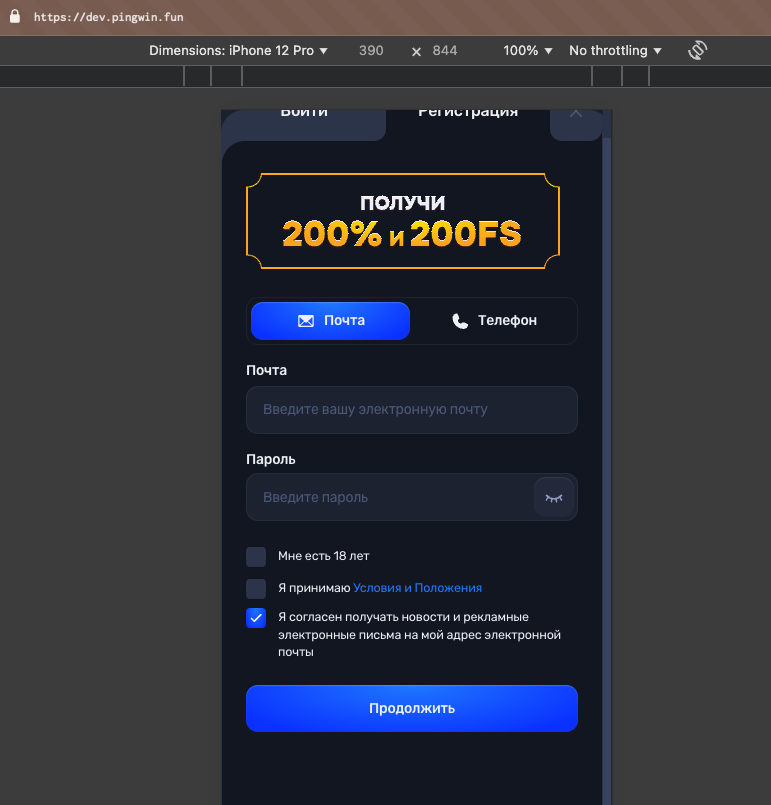 https://dev.pingwin.fun
Dimensions: iPhone 12 Pro ▼ 390 × 844 100% ▼ No throttling ▼
Войти Регистрация
ПОЛУЧИ
200% и 200FS
Почта Телефон
Почта
Введите вашу электронную почту
Пароль
Введите пароль
Мне есть 18 лет
Я принимаю Условия и Положения
Я согласен получать новости и рекламные
электронные письма на мой адрес электронной
почты
Продолжить